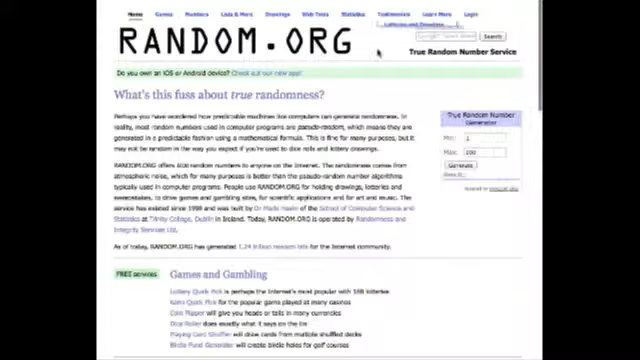 Home Games Numbers Lists & More Drawings Web Tools Statistics Testimonials Learn More Login
RANDOM.ORG
Search
True Random Number Service
Do you own an iOS or Android device? Check out our new app!
What's this fuss about true randomness?
Perhaps you have wondered how predictable machines like computers can generate randomness. In
reality, most random numbers used in computer programs are pseudo-random, which means they are
generated in a predictable fashion using a mathematical formula. This is fine for many purposes, but it
may not be random in the way you expect if you're used to dice rolls and lottery drawings.
RANDOM.ORG offers true random numbers to anyone on the Internet. The randomness comes from
atmospheric noise, which for many purposes is better than the pseudo-random number algorithms
typically used in computer programs. People use RANDOM.ORG for holding drawings, lotteries and
sweepstakes, to drive games and gambling sites, for scientific applications and for art and music. The
service has existed since 1998 and was built by Dr Mads Haahr of the School of Computer Science and
Statistics at Trinity College, Dublin in Ireland. Today, RANDOM.ORG is operated by Randomness and
Integrity Services Ltd.
As of today, RANDOM.ORG has generated 1.24 trillion random bits for the Internet community.
True Random Number
Generator
Min: 1
Max: 100
Generate
Result:
Powered by RANDOM.ORG
FREE services
Games and Gambling
Lottery Quick Pick is perhaps the Internet's most popular with lotteries
Keno Quick Pick for the popular game played at many casinos
Coin Flipper will give you heads or tails in many currencies
Dice Roller does exactly what it says on the tin
Playing Card Shuffler will draw cards from multiple shuffled decks
Birdie Fund Generator will create birdie holes for golf courses